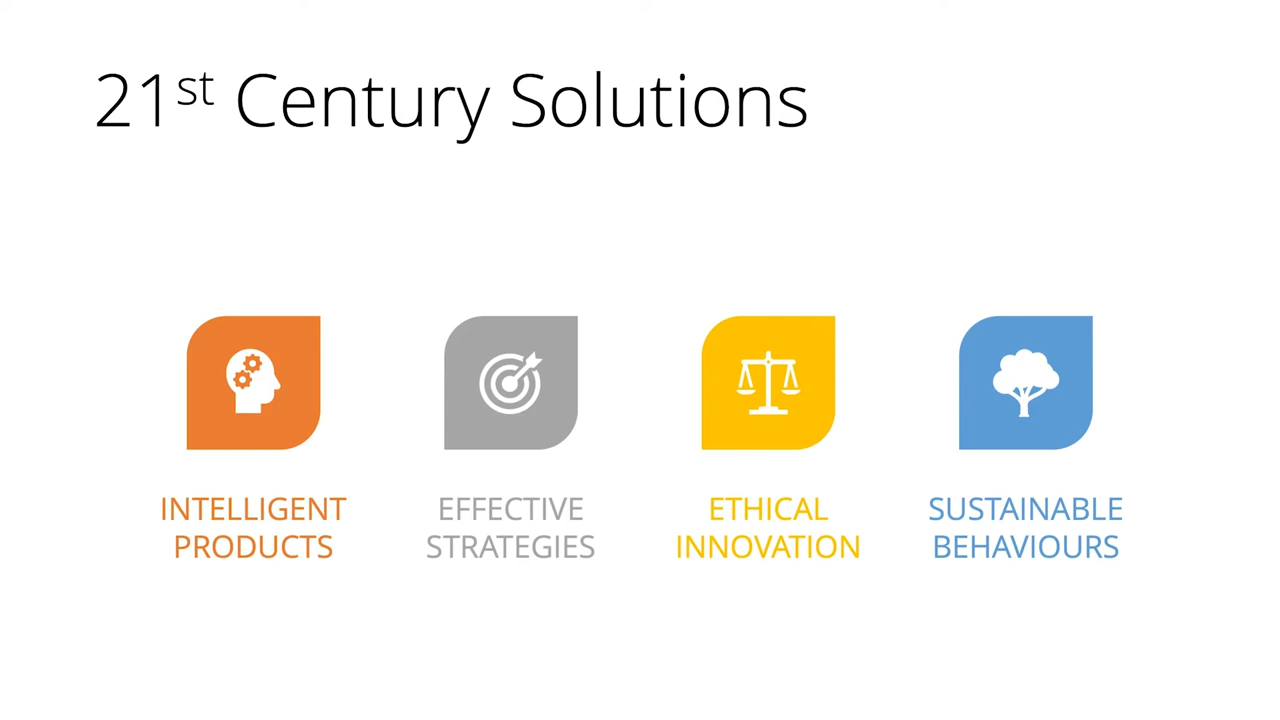 21st Century Solutions
INTELLIGENT
PRODUCTS
EFFECTIVE
STRATEGIES
ETHICAL
INNOVATION
SUSTAINABLE
BEHAVIOURS